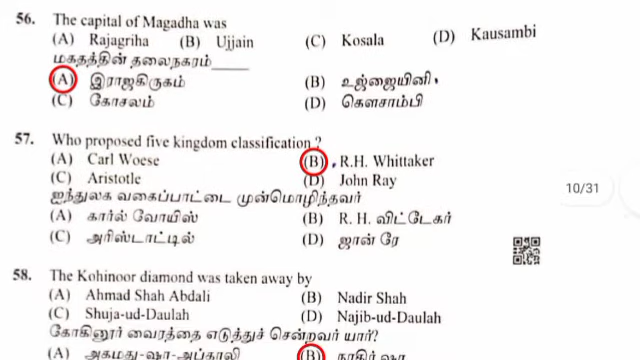 56. The capital of Magadha was
(A) Rajagriha (B) Ujjain (C) Kosala (D) Kausambi
மகதத்தின் தலைநகரம்______
(A) இராஜகிருகம் (B) உஜ்ஜையினி
(C) கோசலம் (D) கௌசாம்பி
57. Who proposed five kingdom classification ?
(A) Carl Woese (B) R.H. Whittaker
(C) Aristotle (D) John Ray
ஐந்துலக வகைப்பாட்டை முன்மொழிந்தவர்
(A) கார்ல் வோயிஸ் (B) R. H. விட்டேகர்
(C) அரிஸ்டாட்டில் (D) ஜான் ரே
10/31
58. The Kohinoor diamond was taken away by
(A) Ahmad Shah Abdali (B) Nadir Shah
(C) Shuja-ud-Daulah (D) Najib-ud-Daulah
கோகினூர் வைரத்தை எடுத்துச் சென்றவர் யார்?
(A) அகமது-ஷா-அப்தாலி (B) நாதிர் ஷா